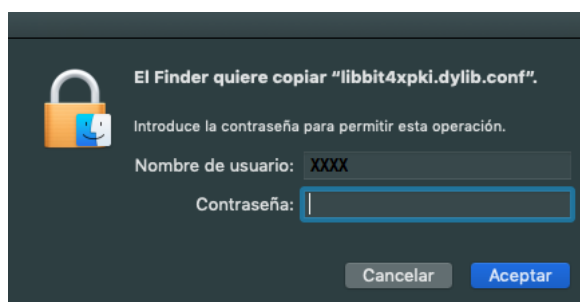 El Finder quiere copiar “libbit4xpki.dylib.conf”.
Introduce la contraseña para permitir esta operación.
Nombre de usuario: XXXX
Contraseña:
Cancelar Aceptar